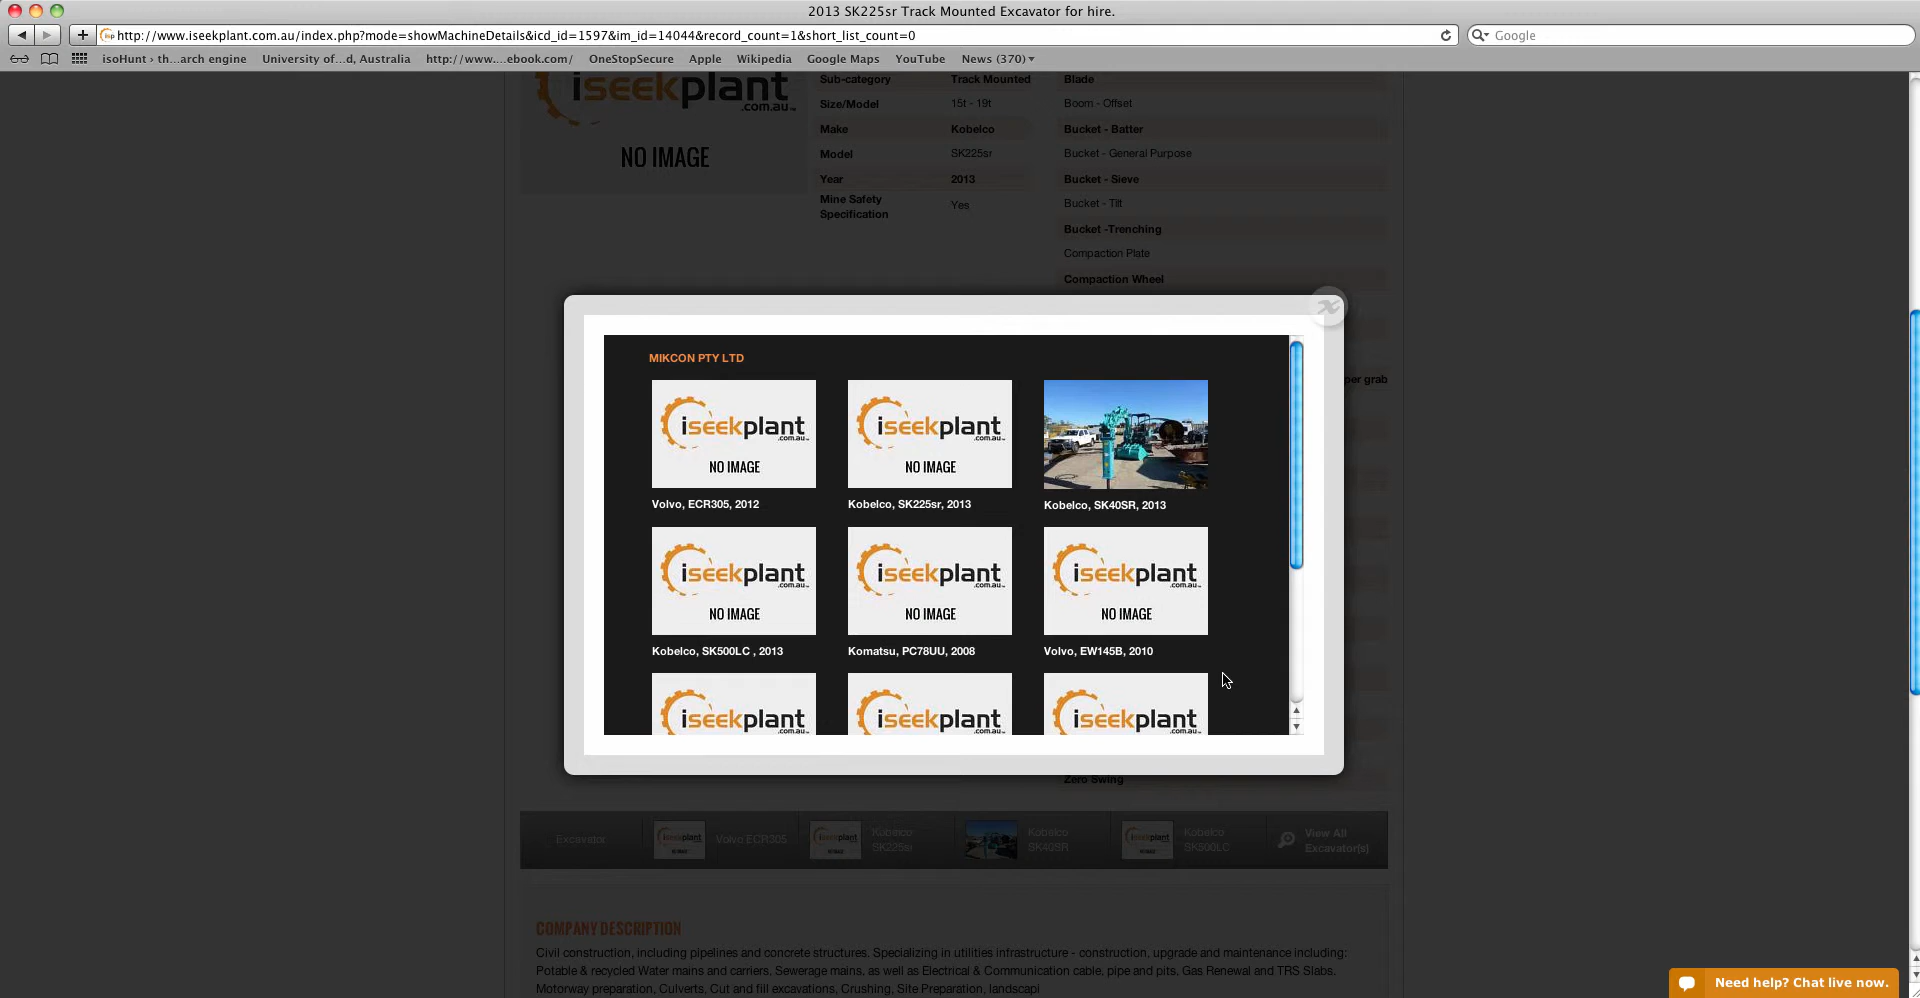 2013 SK225sr Track Mounted Excavator for hire.
http://www.iseekplant.com.au/index.php?mode=showMachineDetails&icd_id=1597&im_id=14044&record_count=1&short_list_count=0
Google
isoHunt › th...arch engine University of...d, Australia http://www....ebook.com/ OneStopSecure Apple Wikipedia Google Maps YouTube News (370)
iseekplant
.com.au
NO IMAGE
Sub-category Track Mounted
Size/Model 15t - 19t
Make Kobelco
Model SK225sr
Year 2013
Mine Safety
Specification Yes
Blade
Boom - Offset
Bucket - Batter
Bucket - General Purpose
Bucket - Sieve
Bucket - Tilt
Bucket -Trenching
Compaction Plate
Compaction Wheel
per grab
MIKCON PTY LTD
iseekplant
.com.au
NO IMAGE
Volvo, ECR305, 2012
iseekplant
.com.au
NO IMAGE
Kobelco, SK225sr, 2013
Kobelco, SK40SR, 2013
iseekplant
.com.au
NO IMAGE
Kobelco, SK500LC , 2013
iseekplant
.com.au
NO IMAGE
Komatsu, PC78UU, 2008
iseekplant
.com.au
NO IMAGE
Volvo, EW145B, 2010
iseekplant
.com.au
iseekplant
.com.au
iseekplant
.com.au
Zero Swing
Excavator
Volvo ECR305
Kobelco
SK225sr
Kobelco
SK40SR
Kobelco
SK500LC
View All
Excavator(s)
COMPANY DESCRIPTION
Civil construction, including pipelines and concrete structures. Specializing in utilities infrastructure - construction, upgrade and maintenance including:
Potable & recycled Water mains and carriers, Sewerage mains, as well as Electrical & Communication cable, pipe and pits, Gas Renewal and TRS Slabs.
Motorway preparation, Culverts, Cut and fill excavations, Crushing, Site Preparation, landscapi
Need help? Chat live now.